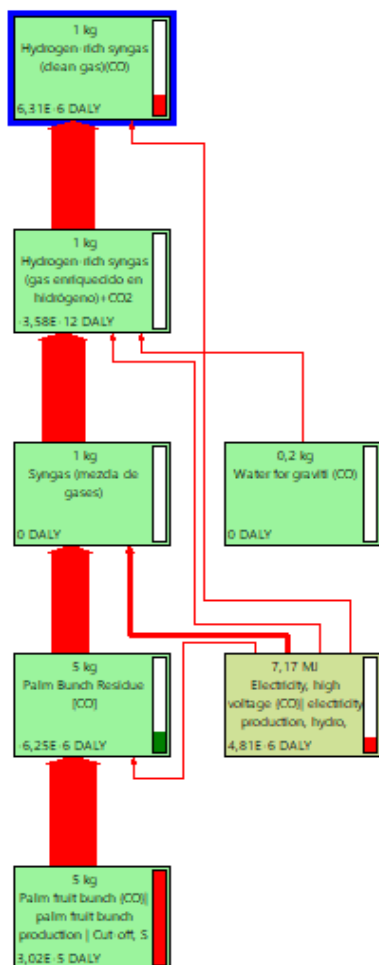 1 kg
Hydrogen-rich syngas
(clean gas)(CO)
6,31E-6 DALY
1 kg
Hydrogen-rich syngas
(gas enriquecido en
hidrógeno)+CO2
-3,58E-12 DALY
1 kg
Syngas (mezcla de
gases)
0 DALY
0,2 kg
Water for graviti (CO)
0 DALY
5 kg
Palm Bunch Residue
[CO]
-6,25E-6 DALY
7,17 MJ
Electricity, high
voltage (CO)| electricity
production, hydro,
4,81E-6 DALY
5 kg
Palm fruit bunch (CO)|
palm fruit bunch
production | Cut-off, S
3,02E-5 DALY